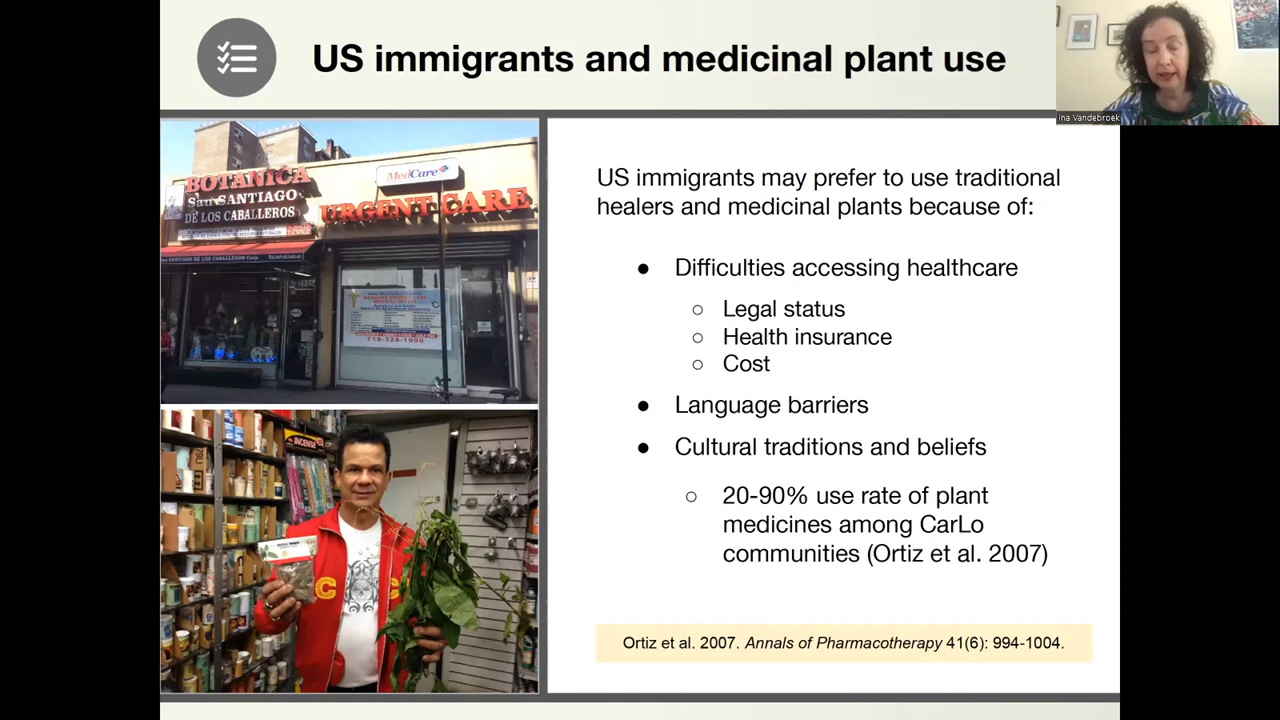 US immigrants and medicinal plant use
Ina Vandebroek
BOTANICA
San SANTIAGO
DE LOS CABALLEROS
MedCare
URGENT CARE
718-328-1900
INCENSE
US immigrants may prefer to use traditional
healers and medicinal plants because of:
● Difficulties accessing healthcare
○ Legal status
○ Health insurance
○ Cost
● Language barriers
● Cultural traditions and beliefs
○ 20-90% use rate of plant
medicines among CarLo
communities (Ortiz et al. 2007)
Ortiz et al. 2007. Annals of Pharmacotherapy 41(6): 994-1004.